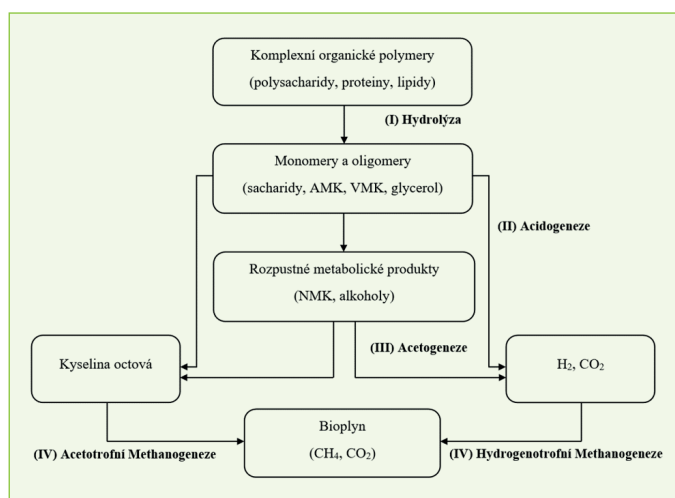 Komplexní organické polymery
(polysacharidy, proteiny, lipidy)
(I) Hydrolýza
Monomery a oligomery
(sacharidy, AMK, VMK, glycerol)
(II) Acidogeneze
Rozpustné metabolické produkty
(NMK, alkoholy)
(III) Acetogeneze
Kyselina octová
H₂, CO₂
Bioplyn
(CH₄, CO₂)
(IV) Acetotrofní Methanogeneze
(IV) Hydrogenotrofní Methanogeneze